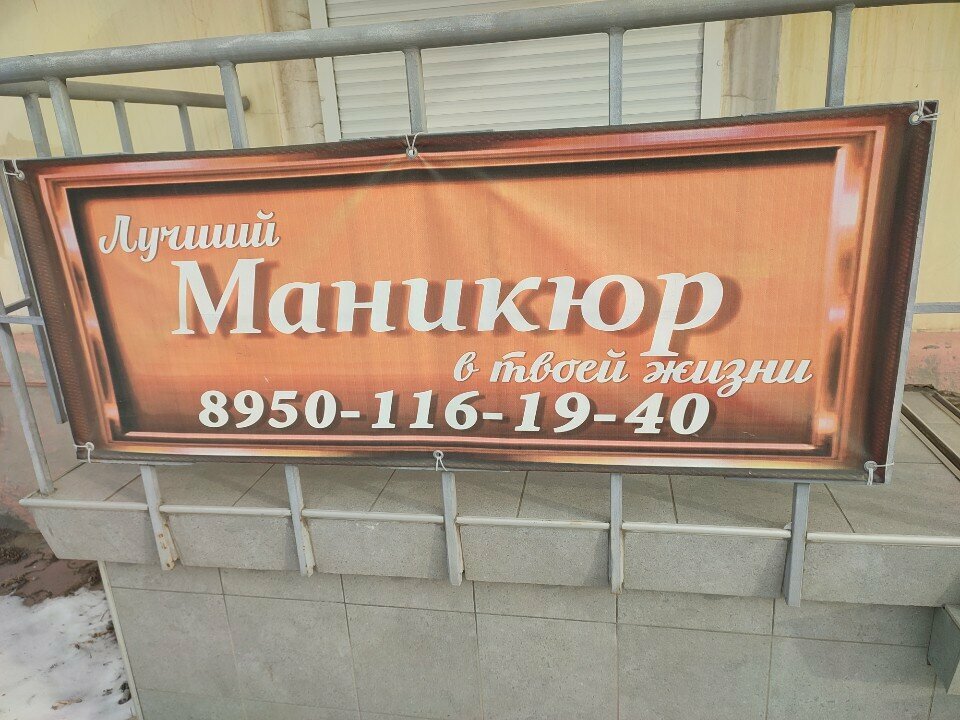 Лучший
Маникюр
в твоей жизни
8950-116-19-40